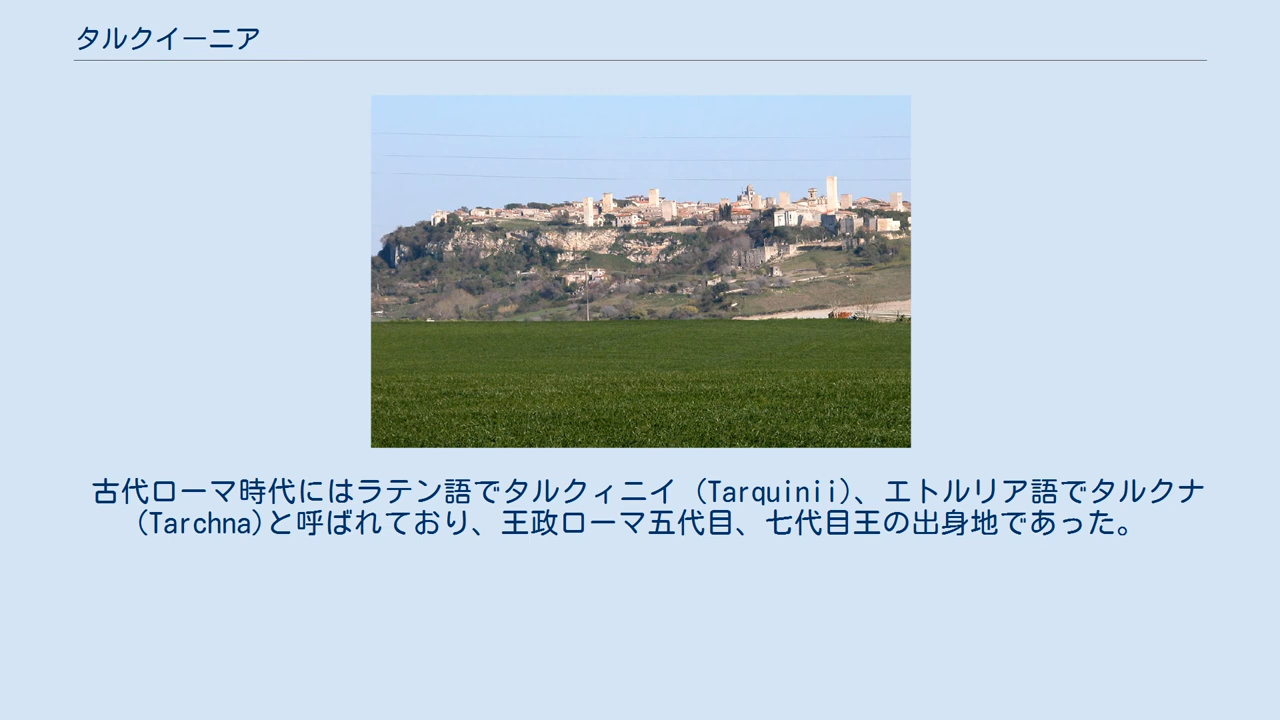 タルクイーニア
古代ローマ時代にはラテン語でタルクィニイ (Tarquinii)、エトルリア語でタルクナ
(Tarchna)と呼ばれており、王政ローマ五代目、七代目王の出身地であった。